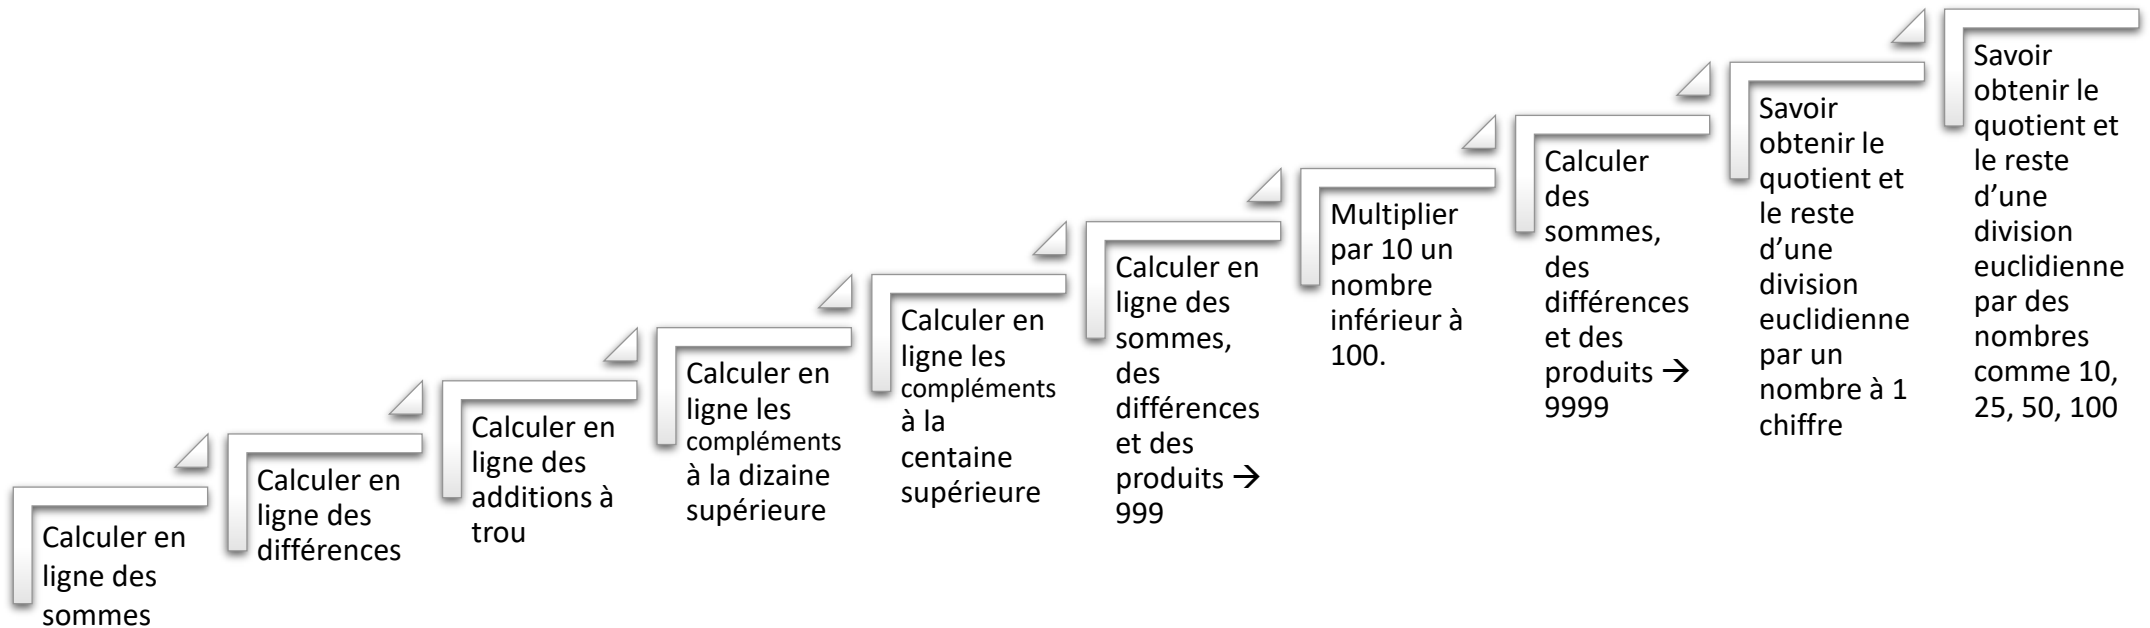 Calculer en
ligne des
sommes
Calculer en
ligne des
différences
Calculer en
ligne des
additions à
trou
Calculer en
ligne les
compléments
à la dizaine
supérieure
Calculer en
ligne les
compléments
à la
centaine
supérieure
Calculer en
ligne des
sommes,
des
différences
et des
produits →
999
Multiplier
par 10 un
nombre
inférieur à
100.
Calculer
des
sommes,
des
différences
et des
produits →
9999
Savoir
obtenir le
quotient et
le reste
d’une
division
euclidienne
par un
nombre à 1
chiffre
Savoir
obtenir le
quotient et
le reste
d’une
division
euclidienne
par des
nombres
comme 10,
25, 50, 100